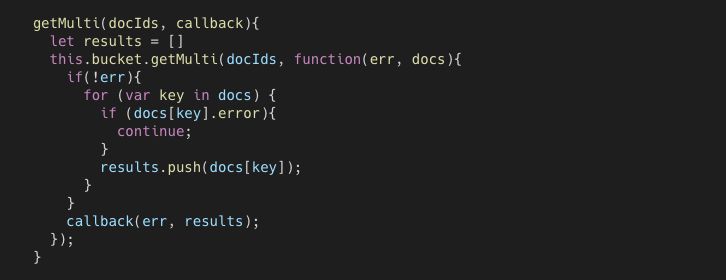 getMulti(docIds, callback){
  let results = []
  this.bucket.getMulti(docIds, function(err, docs){
    if(!err){
      for (var key in docs) {
        if (docs[key].error){
          continue;
        }
        results.push(docs[key]);
      }
    }
    callback(err, results);
  });
}